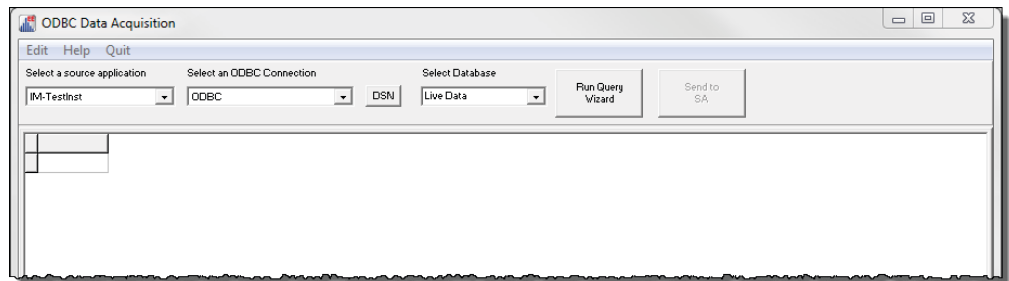 ODBC Data Acquisition
Edit Help Quit
Select a source application Select an ODBC Connection Select Database
IM-TestInst ODBC DSN Live Data
Run Query
Wizard
Send to
SA